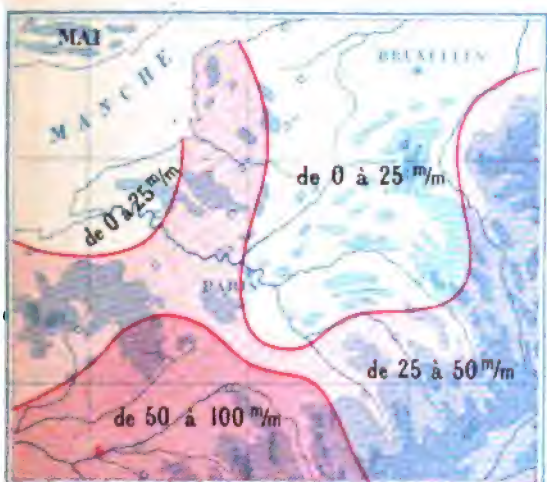 MAI
MANCHE
BRUXELLES
de 0 à 25 m/m
de 0 à 25 m/m
PARIS
de 25 à 50 m/m
de 50 à 100 m/m